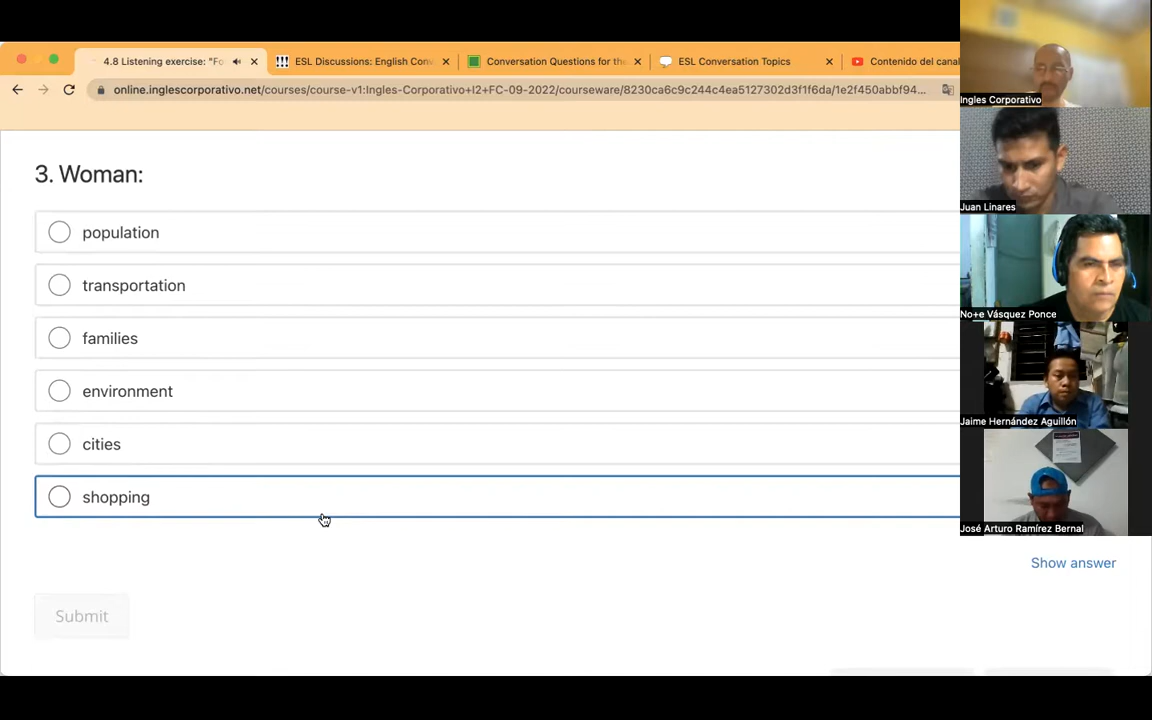 4.8 Listening exercise: "Fo
ESL Discussions: English Conv
Conversation Questions for the
ESL Conversation Topics
Contenido del canal
online.inglescorporativo.net/courses/course-v1:Ingles-Corporativo+I2+FC-09-2022/courseware/8230ca6c9c244c4ea5127302d3f1f6da/1e2f450abbf94...
3. Woman:
population
transportation
families
environment
cities
shopping
Show answer
Submit
Ingles Corporativo
Juan Linares
No+e Vásquez Ponce
Jaime Hernández Aguillón
José Arturo Ramírez Bernal